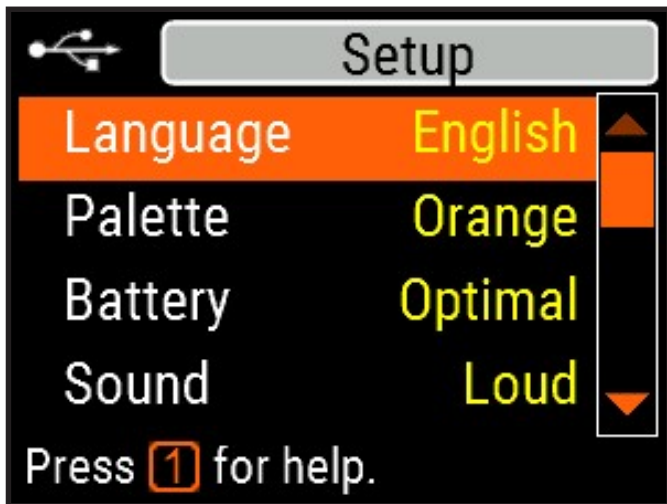 Setup
Language English
Palette Orange
Battery Optimal
Sound Loud
Press 1 for help.